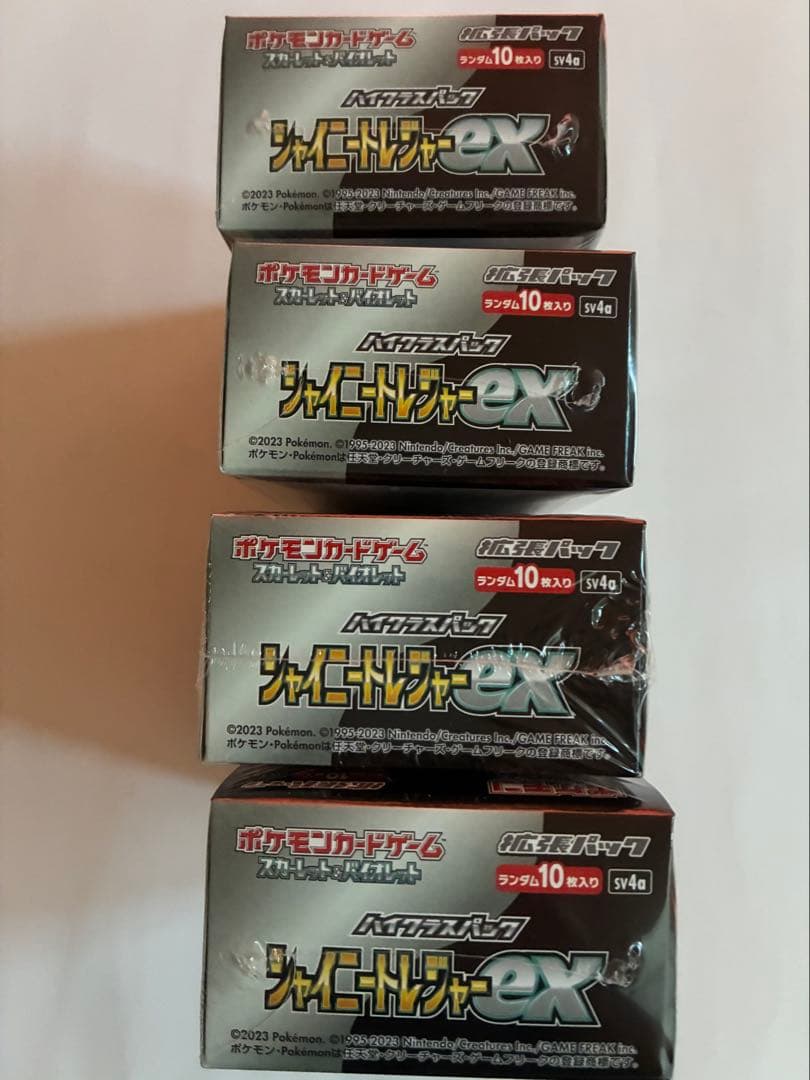 ポケモンカードゲーム 拡張パック
スカーレット&バイオレット ランダム10枚入り sv4a
ハイクラスパック
シャイニートレジャーex
©2023 Pokémon. ©1995-2023 Nintendo/Creatures Inc./GAME FREAK inc.
ポケモン・Pokémonは任天堂・クリーチャーズ・ゲームフリークの登録商標です。
ポケモンカードゲーム 拡張パック
スカーレット&バイオレット ランダム10枚入り sv4a
ハイクラスパック
シャイニートレジャーex
©2023 Pokémon. ©1995-2023 Nintendo/Creatures Inc./GAME FREAK inc.
ポケモン・Pokémonは任天堂・クリーチャーズ・ゲームフリークの登録商標です。
ポケモンカードゲーム 拡張パック
スカーレット&バイオレット ランダム10枚入り sv4a
ハイクラスパック
シャイニートレジャーex
©2023 Pokémon. ©1995-2023 Nintendo/Creatures Inc./GAME FREAK inc.
ポケモン・Pokémonは任天堂・クリーチャーズ・ゲームフリークの登録商標です。
ポケモンカードゲーム 拡張パック
スカーレット&バイオレット ランダム10枚入り sv4a
ハイクラスパック
シャイニートレジャーex
©2023 Pokémon. ©1995-2023 Nintendo/Creatures Inc./GAME FREAK inc.
ポケモン・Pokémonは任天堂・クリーチャーズ・ゲームフリークの登録商標です。